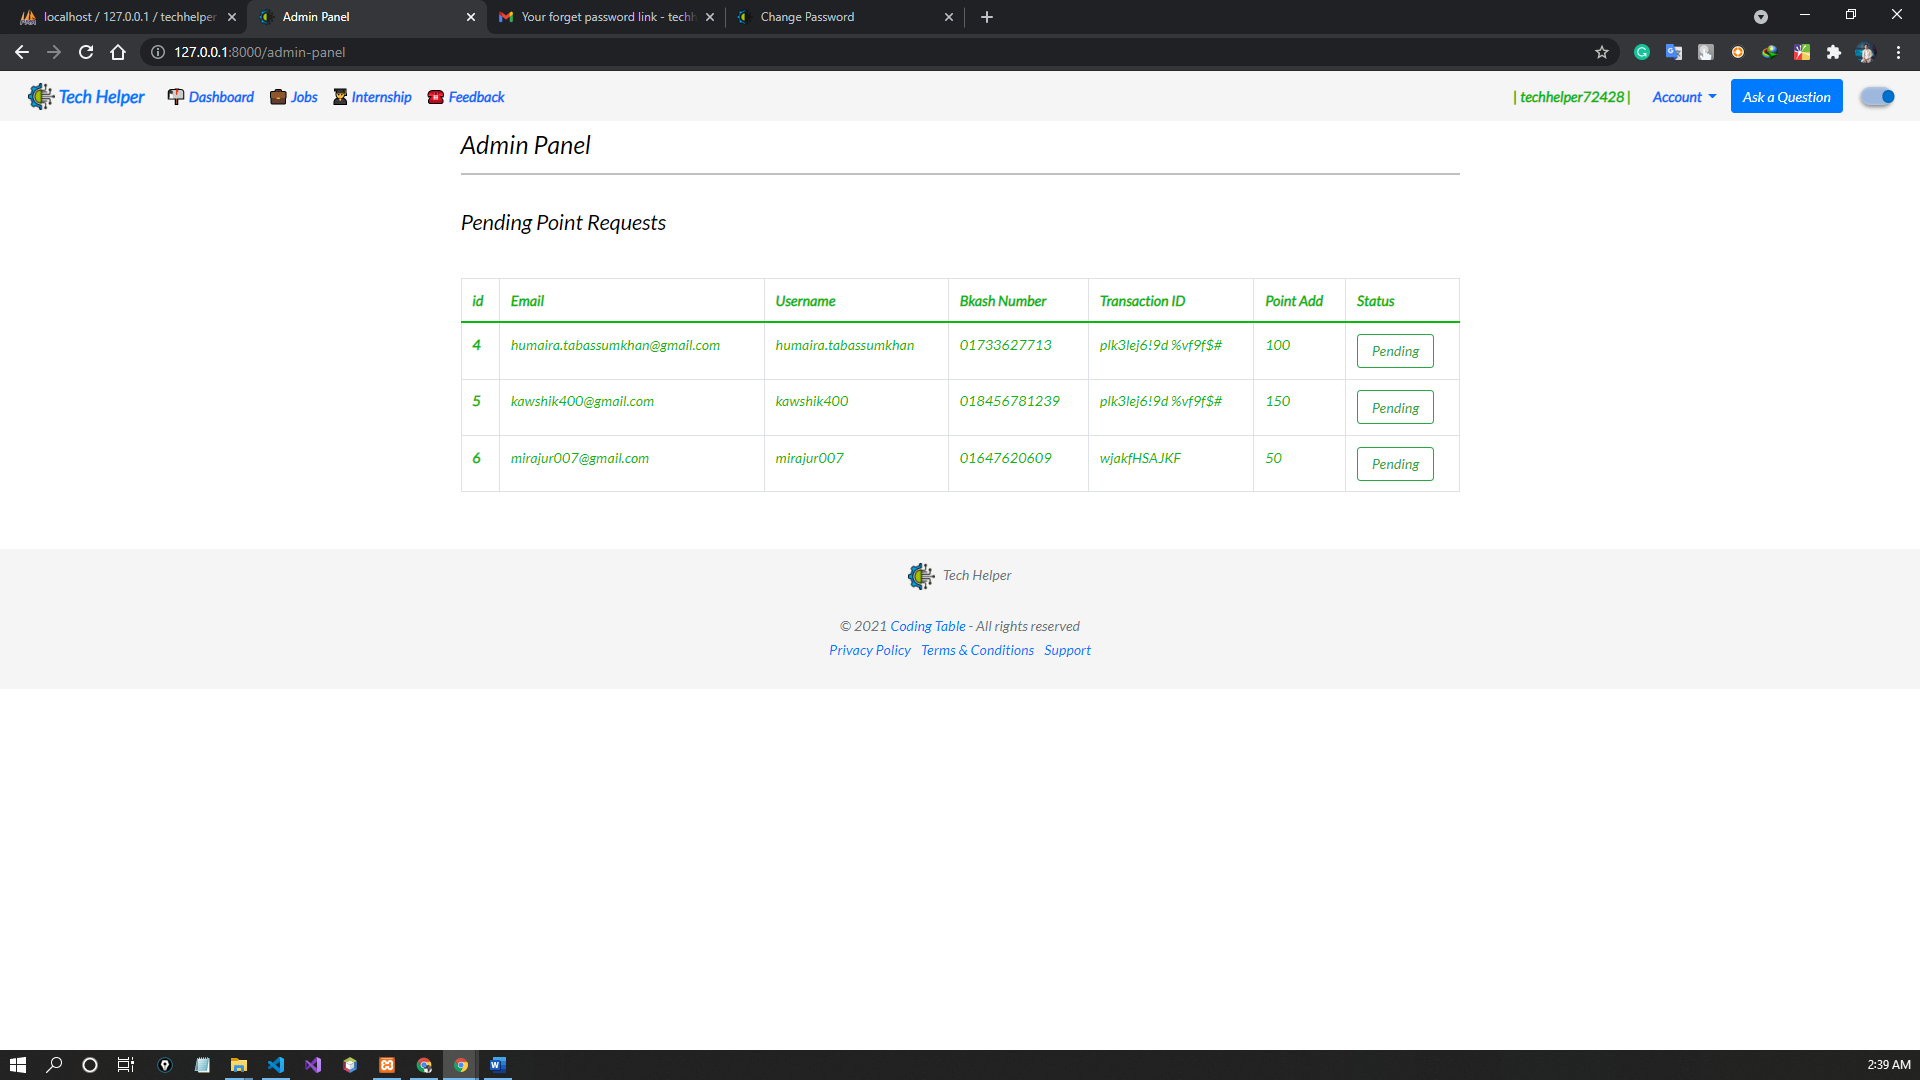 localhost / 127.0.0.1 / techhelper
Admin Panel
Your forget password link - techh
Change Password
127.0.0.1:8000/admin-panel
Tech Helper Dashboard Jobs Internship Feedback | techhelper72428 | Account Ask a Question
Admin Panel
Pending Point Requests
id Email Username Bkash Number Transaction ID Point Add Status
4 humaira.tabassumkhan@gmail.com humaira.tabassumkhan 01733627713 plk3lej6!9d %vf9f$# 100 Pending
5 kawshik400@gmail.com kawshik400 018456781239 plk3lej6!9d %vf9f$# 150 Pending
6 mirajur007@gmail.com mirajur007 01647620609 wjakfHSAJKF 50 Pending
Tech Helper
© 2021 Coding Table - All rights reserved
Privacy Policy Terms & Conditions Support
2:39 AM